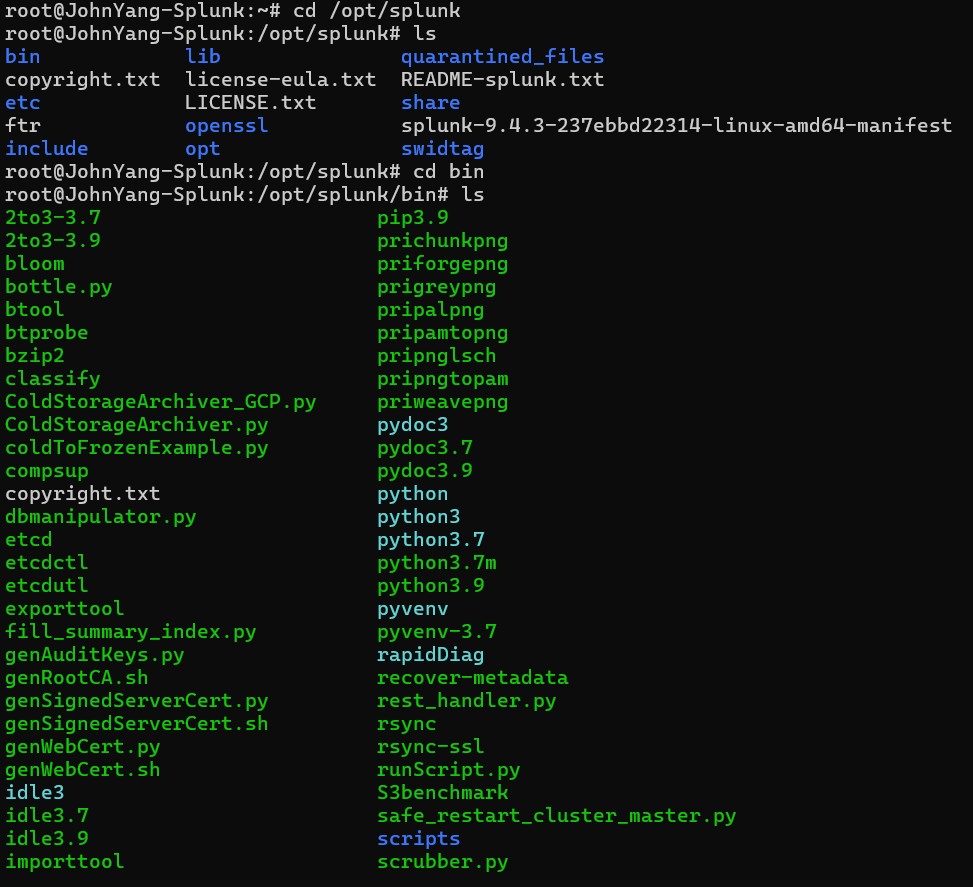 root@JohnYang-Splunk:~# cd /opt/splunk
root@JohnYang-Splunk:/opt/splunk# ls
bin            lib               quarantined_files
copyright.txt  license-eula.txt  README-splunk.txt
etc            LICENSE.txt       share
ftr            openssl           splunk-9.4.3-237ebbd22314-linux-amd64-manifest
include        opt               swidtag
root@JohnYang-Splunk:/opt/splunk# cd bin
root@JohnYang-Splunk:/opt/splunk/bin# ls
2to3-3.7                       pip3.9
2to3-3.9                       prichunkpng
bloom                          priforgepng
bottle.py                      prigreypng
btool                          pripalpng
btprobe                        pripamtopng
bzip2                          pripnglsch
classify                       pripngtopam
ColdStorageArchiver_GCP.py     priweavepng
ColdStorageArchiver.py         pydoc3
coldToFrozenExample.py         pydoc3.7
compsup                        pydoc3.9
copyright.txt                  python
dbmanipulator.py               python3
etcd                           python3.7
etcdctl                        python3.7m
etcdutl                        python3.9
exporttool                     pyvenv
fill_summary_index.py          pyvenv-3.7
genAuditKeys.py                rapidDiag
genRootCA.sh                   recover-metadata
genSignedServerCert.py         rest_handler.py
genSignedServerCert.sh         rsync
genWebCert.py                  rsync-ssl
genWebCert.sh                  runScript.py
idle3                          S3benchmark
idle3.7                        safe_restart_cluster_master.py
idle3.9                        scripts
importtool                     scrubber.py